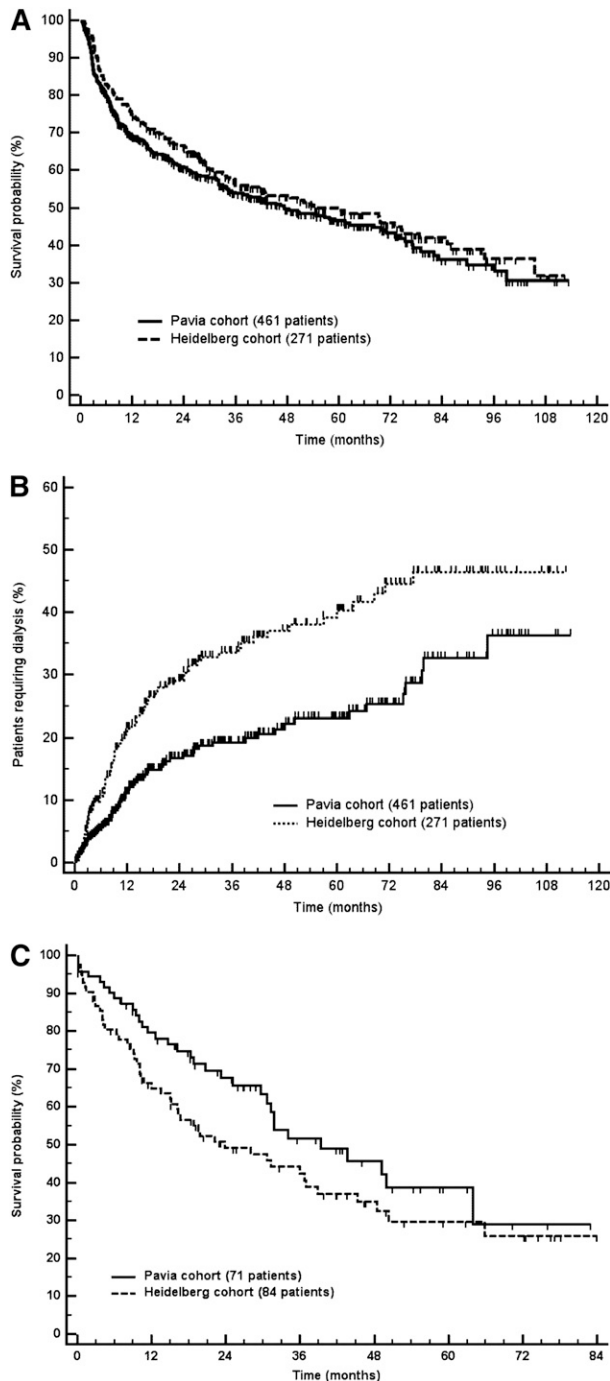 A
Survival probability (%)
100
90
80
70
60
50
40
30
20
10
0
Pavia cohort (461 patients)
Heidelberg cohort (271 patients)
0 12 24 36 48 60 72 84 96 108 120
Time (months)
B
Patients requiring dialysis (%)
60
50
40
30
20
10
0
Pavia cohort (461 patients)
Heidelberg cohort (271 patients)
0 12 24 36 48 60 72 84 96 108 120
Time (months)
C
Survival probability (%)
100
90
80
70
60
50
40
30
20
10
0
Pavia cohort (71 patients)
Heidelberg cohort (84 patients)
0 12 24 36 48 60 72 84
Time (months)